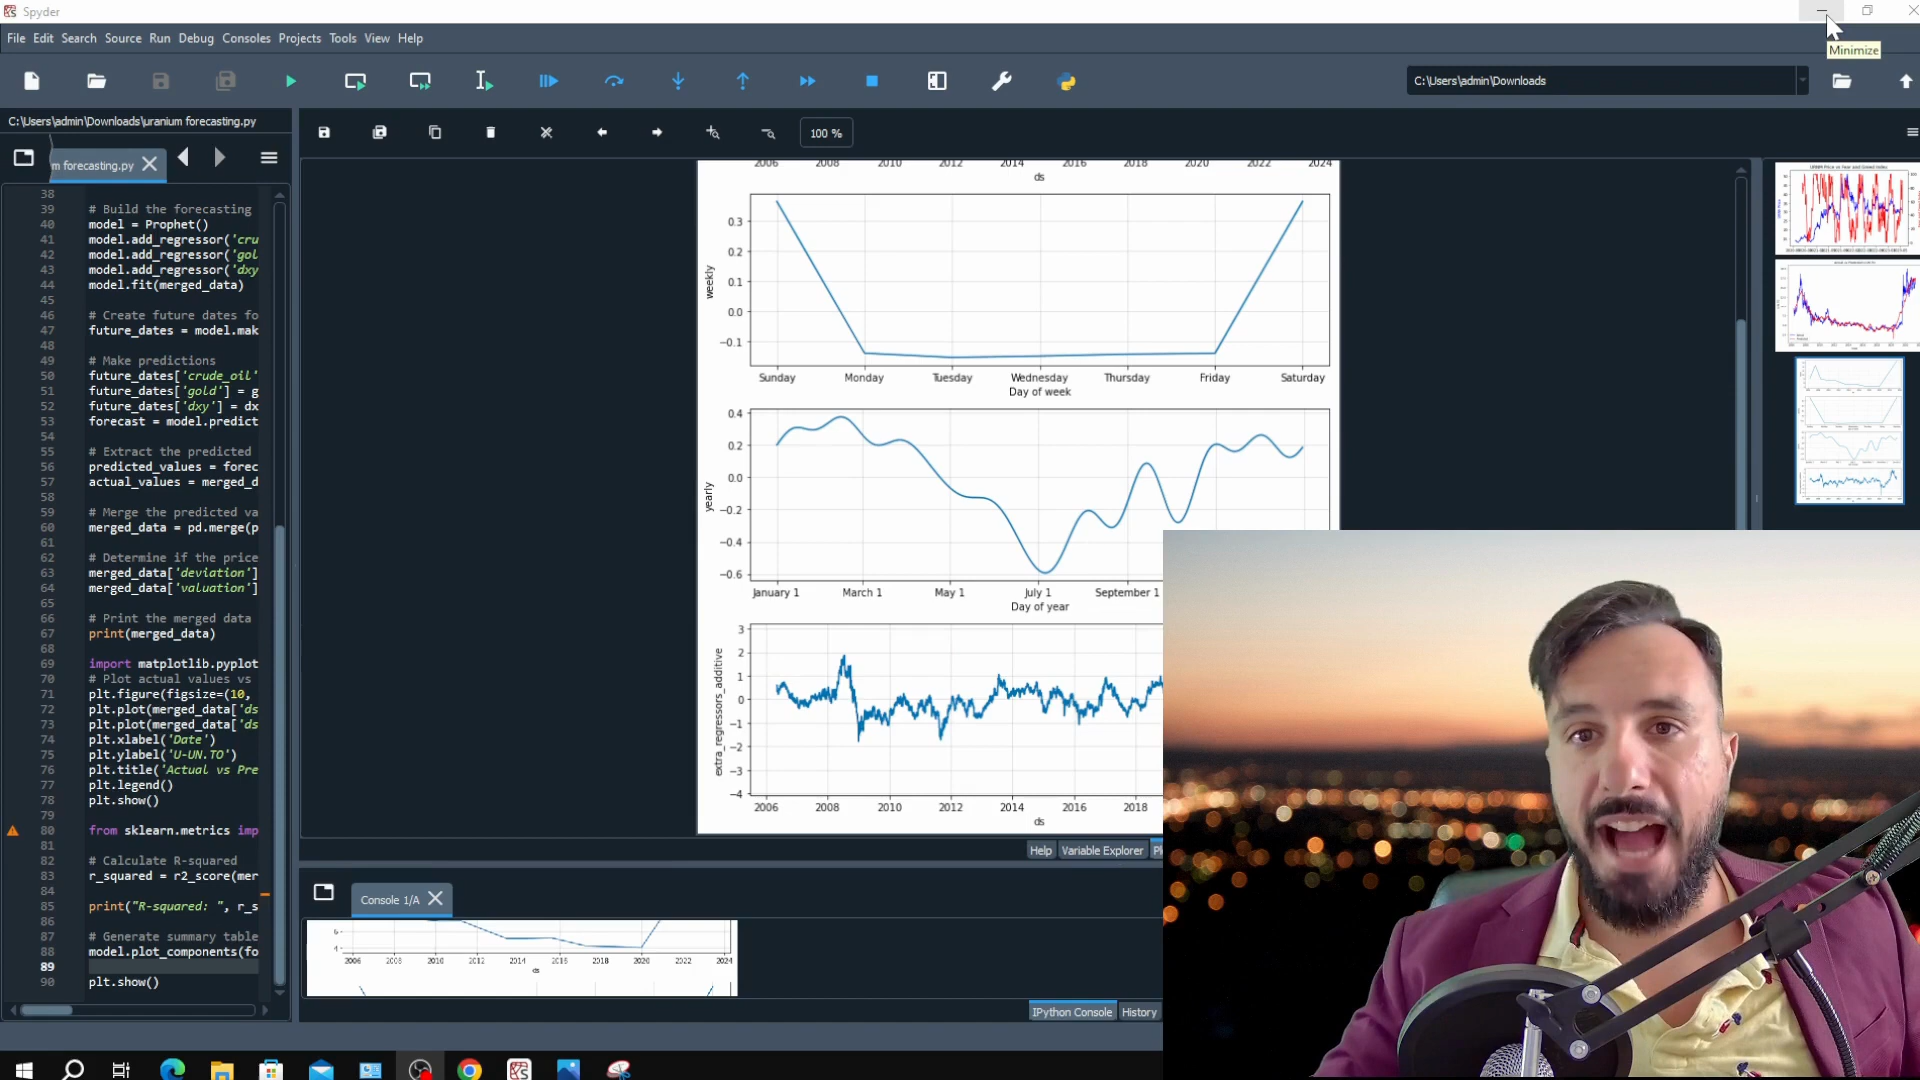 Spyder
Minimize
File Edit Search Source Run Debug Consoles Projects Tools View Help
C:\Users\admin\Downloads
C:\Users\admin\Downloads\uranium forecasting.py
m forecasting.py
100 %
38
39 # Build the forecasting
40 model = Prophet()
41 model.add_regressor('cru
42 model.add_regressor('gol
43 model.add_regressor('dxy
44 model.fit(merged_data)
45
46 # Create future dates fo
47 future_dates = model.mak
48
49 # Make predictions
50 future_dates['crude_oil'
51 future_dates['gold'] = g
52 future_dates['dxy'] = dx
53 forecast = model.predict
54
55 # Extract the predicted
56 predicted_values = forec
57 actual_values = merged_d
58
59 # Merge the predicted va
60 merged_data = pd.merge(p
61
62 # Determine if the price
63 merged_data['deviation']
64 merged_data['valuation']
65
66 # Print the merged data
67 print(merged_data)
68
69 import matplotlib.pyplot
70 # Plot actual values vs
71 plt.figure(figsize=(10,
72 plt.plot(merged_data['ds
73 plt.plot(merged_data['ds
74 plt.xlabel('Date')
75 plt.ylabel('U-UN.TO')
76 plt.title('Actual vs Pre
77 plt.legend()
78 plt.show()
79
80 from sklearn.metrics imp
81
82 # Calculate R-squared
83 r_squared = r2_score(mer
84
85 print("R-squared: ", r_s
86
87 # Generate summary table
88 model.plot_components(fo
89
90 plt.show()
2006 2008 2010 2012 2014 2016 2018 2020 2022 2024
ds
weekly
0.3
0.2
0.1
0.0
−0.1
Sunday Monday Tuesday Wednesday Thursday Friday Saturday
Day of week
yearly
0.4
0.2
0.0
−0.2
−0.4
−0.6
January 1 March 1 May 1 July 1 September 1
Day of year
extra_regressors_additive
3
2
1
0
−1
−2
−3
−4
2006 2008 2010 2012 2014 2016 2018
ds
Help Variable Explorer
Console 1/A
6
4
2006 2008 2010 2012 2014 2016 2018 2020 2022 2024
ds
IPython Console History